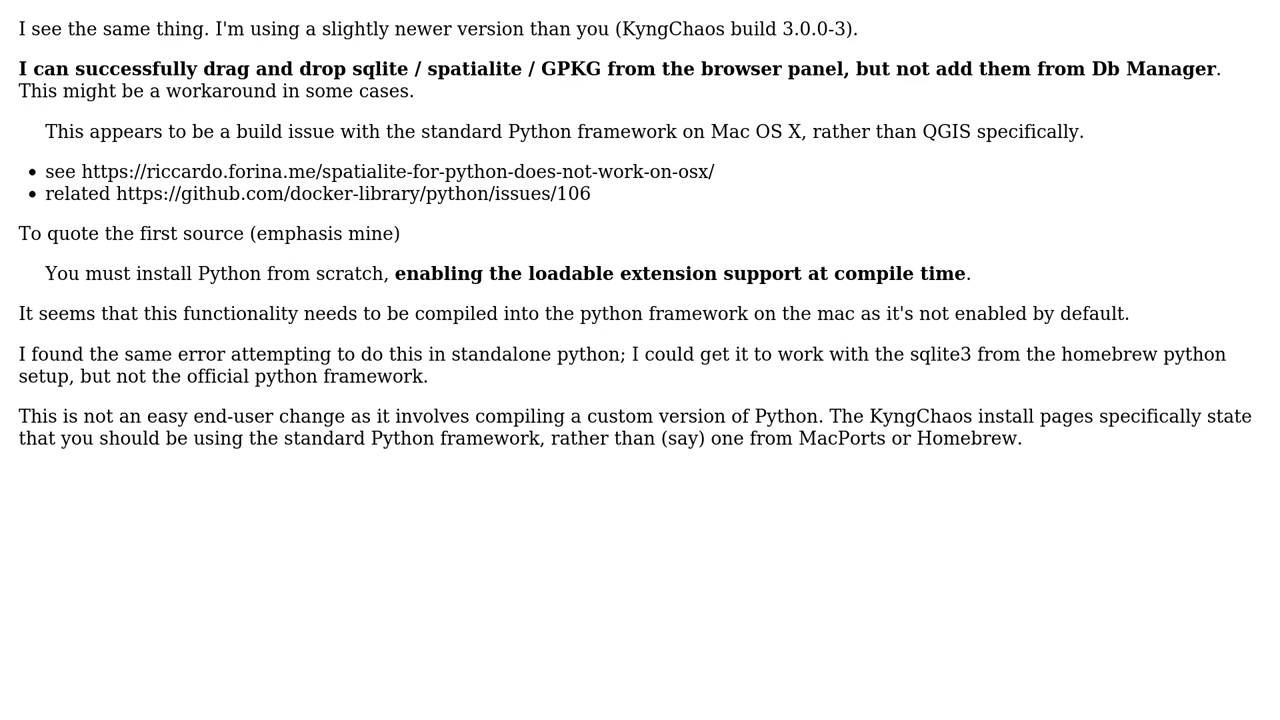 I see the same thing. I'm using a slightly newer version than you (KyngChaos build 3.0.0-3).
I can successfully drag and drop sqlite / spatialite / GPKG from the browser panel, but not add them from Db Manager.
This might be a workaround in some cases.
This appears to be a build issue with the standard Python framework on Mac OS X, rather than QGIS specifically.
• see https://riccardo.forina.me/spatialite-for-python-does-not-work-on-osx/
• related https://github.com/docker-library/python/issues/106
To quote the first source (emphasis mine)
You must install Python from scratch, enabling the loadable extension support at compile time.
It seems that this functionality needs to be compiled into the python framework on the mac as it's not enabled by default.
I found the same error attempting to do this in standalone python; I could get it to work with the sqlite3 from the homebrew python
setup, but not the official python framework.
This is not an easy end-user change as it involves compiling a custom version of Python. The KyngChaos install pages specifically state
that you should be using the standard Python framework, rather than (say) one from MacPorts or Homebrew.